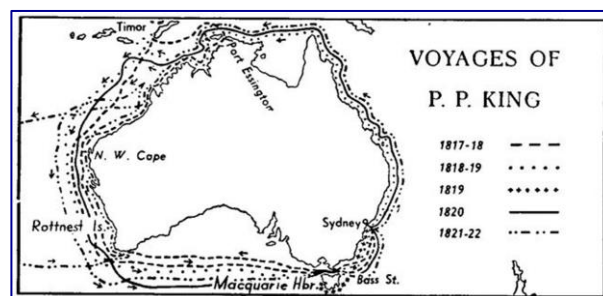 Timor
Port Essington
N. W. Cape
Rottnest Is.
Sydney
Macquarie Hbr.
Bass St.
VOYAGES OF
P. P. KING
1817-18
1818-19
1819
1820
1821-22